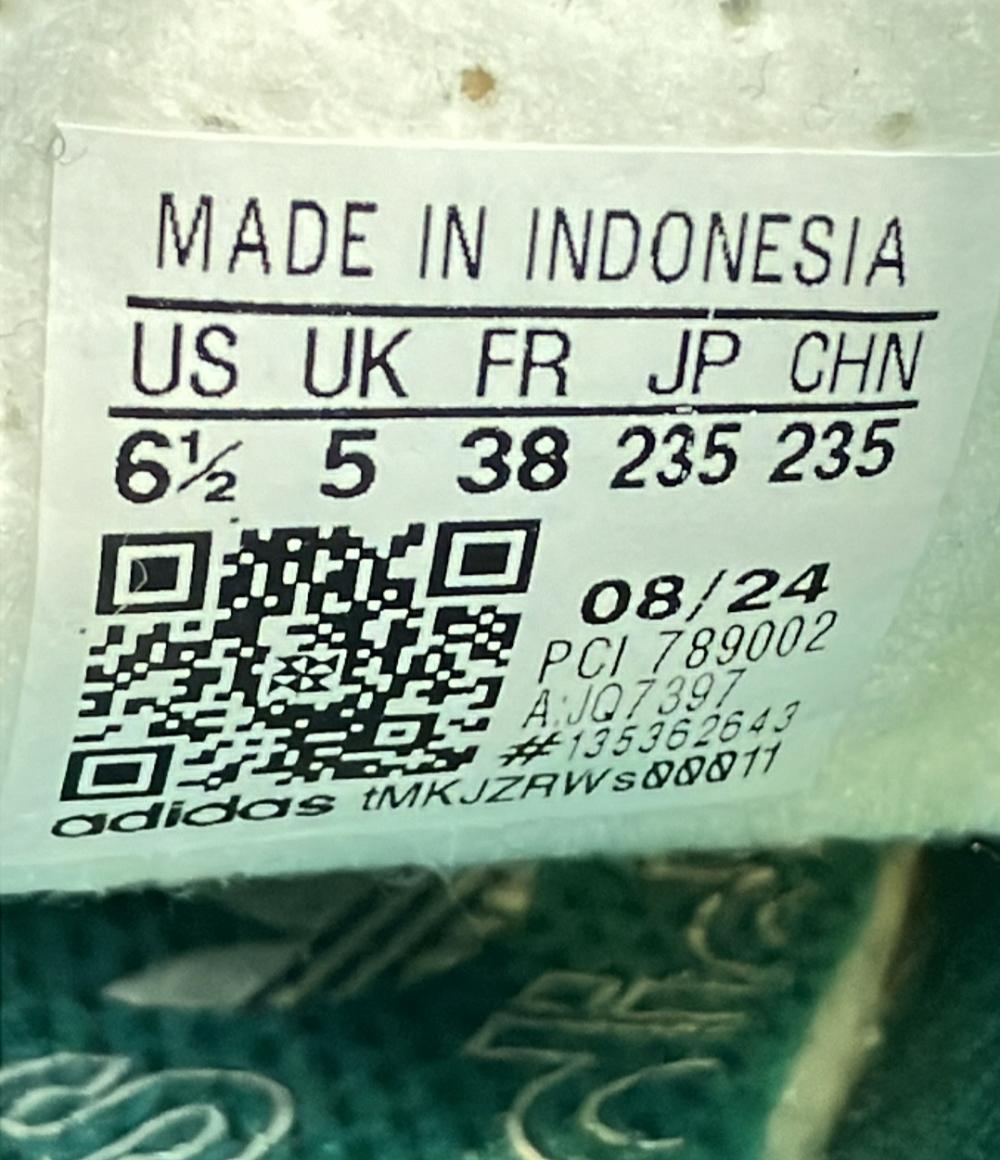 MADE IN INDONESIA
US UK FR JP CHN
6½ 5 38 235 235
08/24
PCI 789002
A:JQ7397
#135362643
adidas tMKJZRWs00011